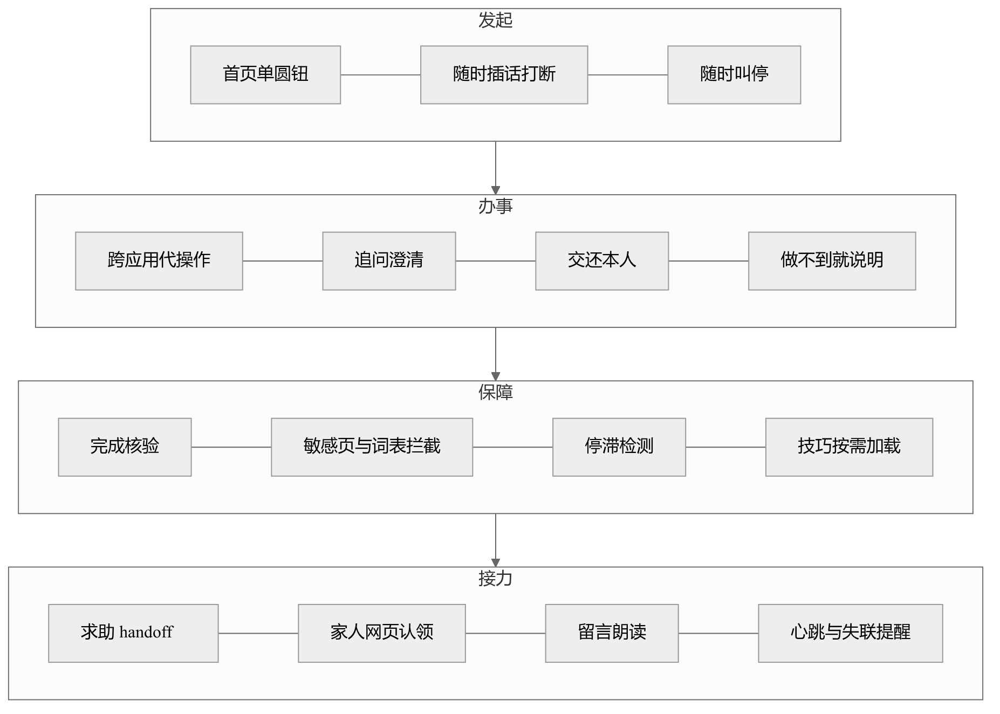 发起
首页单圆钮
随时插话打断
随时叫停
办事
跨应用代操作
追问澄清
交还本人
做不到就说明
保障
完成核验
敏感页与词表拦截
停滞检测
技巧按需加载
接力
求助 handoff
家人网页认领
留言朗读
心跳与失联提醒